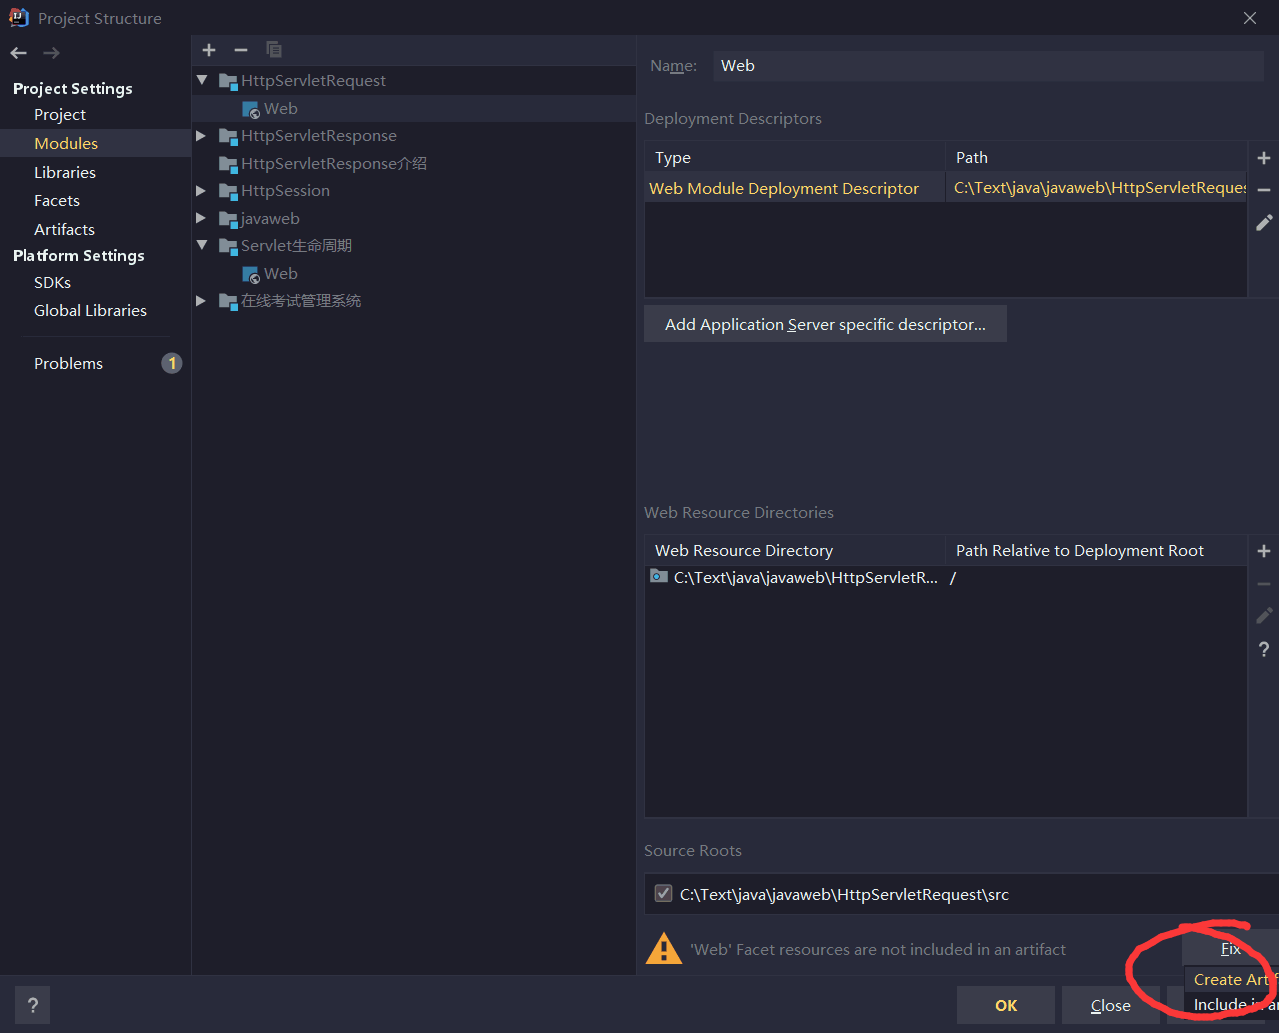 Project Structure
Project Settings
Project
Modules
Libraries
Facets
Artifacts
Platform Settings
SDKs
Global Libraries
Problems
1
HttpServletRequest
Web
HttpServletResponse
HttpServletResponse介绍
HttpSession
javaweb
Servlet生命周期
Web
在线考试管理系统
Name: Web
Deployment Descriptors
Type Path
Web Module Deployment Descriptor C:\Text\java\javaweb\HttpServletReques
Add Application Server specific descriptor...
Web Resource Directories
Web Resource Directory Path Relative to Deployment Root
C:\Text\java\javaweb\HttpServletR... /
?
Source Roots
C:\Text\java\javaweb\HttpServletRequest\src
'Web' Facet resources are not included in an artifact
Fix
Create Artif
Include in ar
?
OK
Close